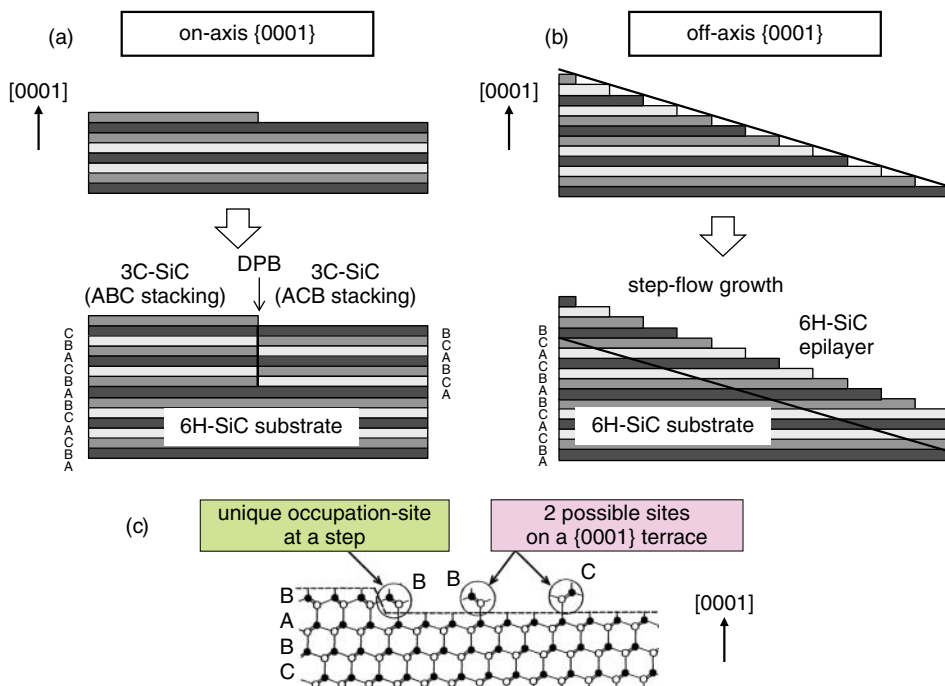 (a)
on-axis {0001}
[0001]
DPB
3C-SiC
(ABC stacking)
3C-SiC
(ACB stacking)
C
B
A
C
B
A
B
C
A
C
B
A
B
C
A
B
C
A
6H-SiC substrate
(b)
off-axis {0001}
[0001]
step-flow growth
6H-SiC
epilayer
B
C
A
C
B
A
B
C
A
C
B
A
6H-SiC substrate
(c)
unique occupation-site
at a step
2 possible sites
on a {0001} terrace
B
B
C
B
A
B
C
[0001]